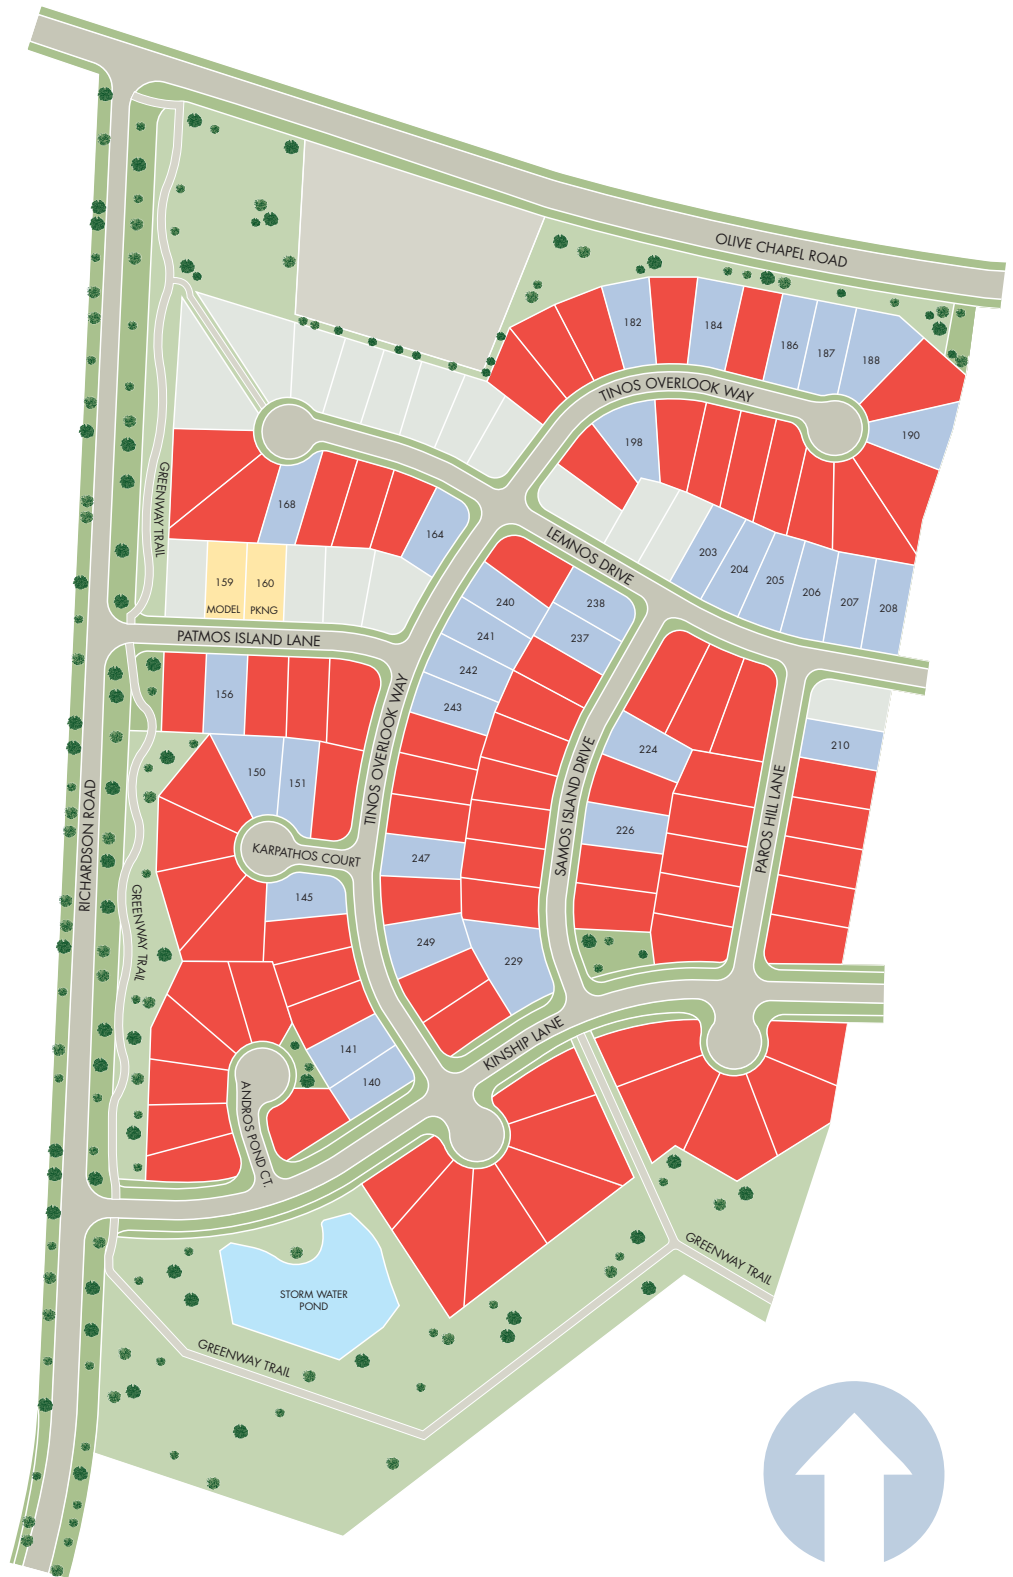 OLIVE CHAPEL ROAD
182
184
186
187
188
TINOS OVERLOOK WAY
190
198
GREENWAY TRAIL
168
164
LEMNOS DRIVE
203
204
205
206
207
208
159
MODEL
160
PKNG
240
238
241
237
PATMOS ISLAND LANE
242
243
156
TINOS OVERLOOK WAY
224
210
150
151
SAMOS ISLAND DRIVE
PAROS HILL LANE
RICHARDSON ROAD
226
KARPATHOS COURT
247
145
GREENWAY TRAIL
249
229
141
140
KINSHIP LANE
ANDROS POND CT.
GREENWAY TRAIL
STORM WATER
POND
GREENWAY TRAIL